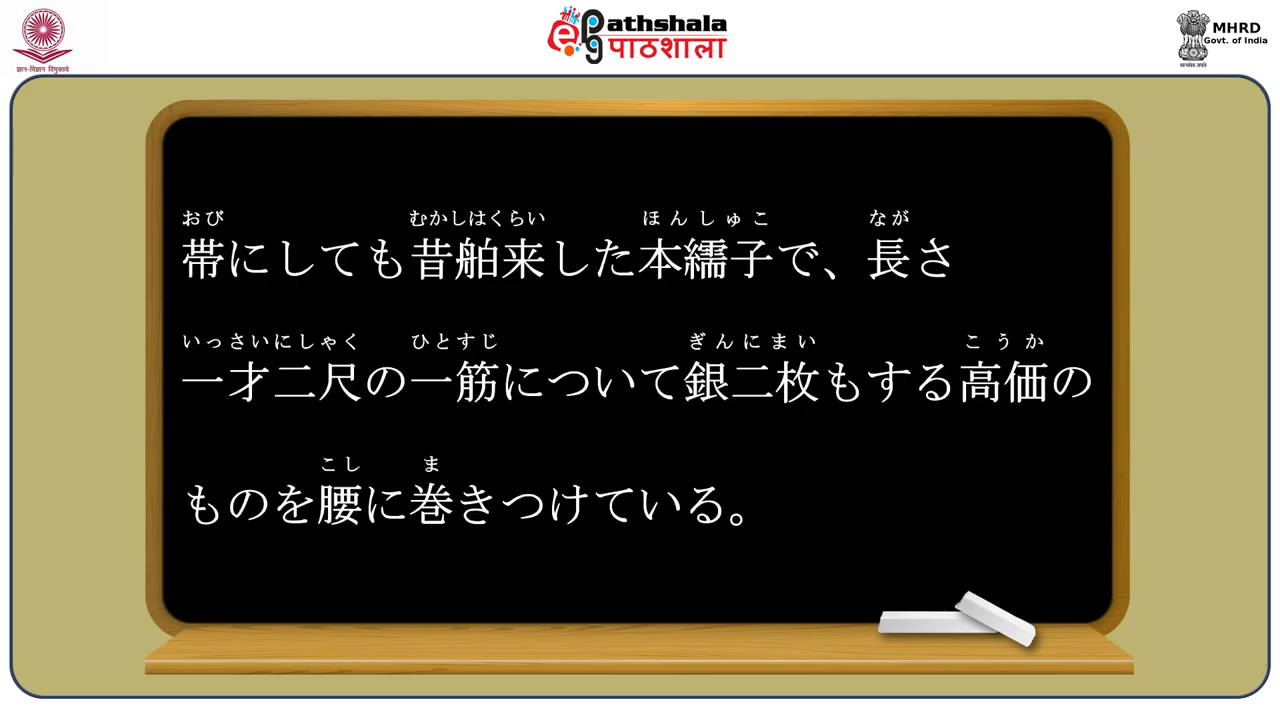 ज्ञान-विज्ञान विमुक्तये
ePathshala
पाठशाला
MHRD
Govt. of India
सत्यमेव जयते
おび むかしはくらい ほんしゅこ なが
帯にしても昔舶来した本繻子で、長さ
いっさいにしゃく ひとすじ ぎんにまい こうか
一才二尺の一筋について銀二枚もする高価の
こし ま
ものを腰に巻きつけている。